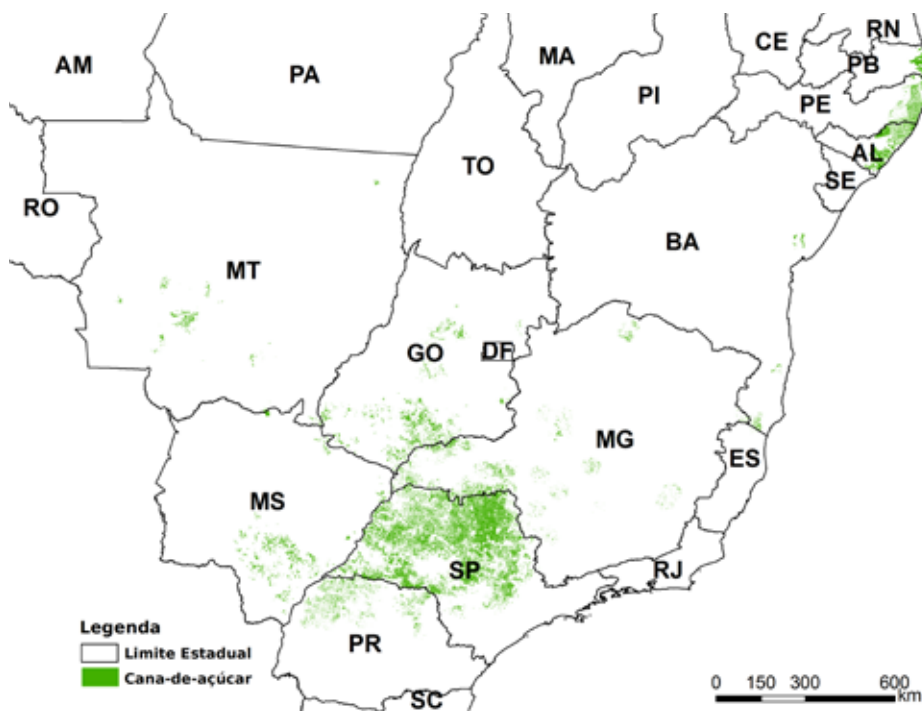 RN
CE
MA
AM
PA
PB
PI
PE
TO
AL
SE
RO
BA
MT
GO
DF
MG
ES
MS
SP
RJ
PR
SC
Legenda
Limite Estadual
Cana-de-açúcar
0 150 300 600
km